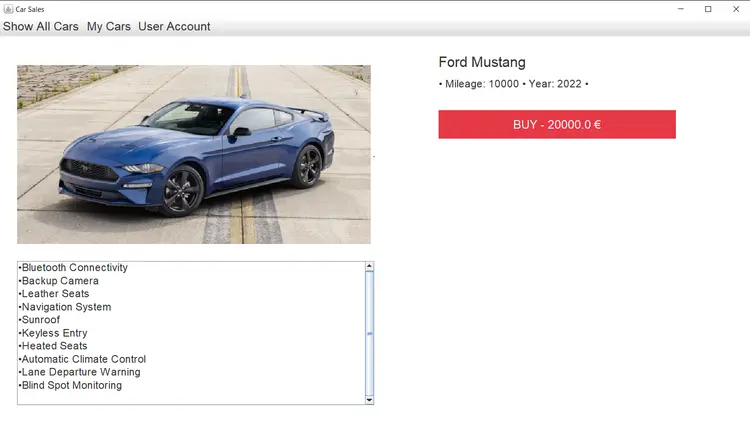 Car Sales
Show All Cars My Cars User Account
Ford Mustang
• Mileage: 10000 • Year: 2022 •
BUY - 20000.0 €
•Bluetooth Connectivity
•Backup Camera
•Leather Seats
•Navigation System
•Sunroof
•Keyless Entry
•Heated Seats
•Automatic Climate Control
•Lane Departure Warning
•Blind Spot Monitoring